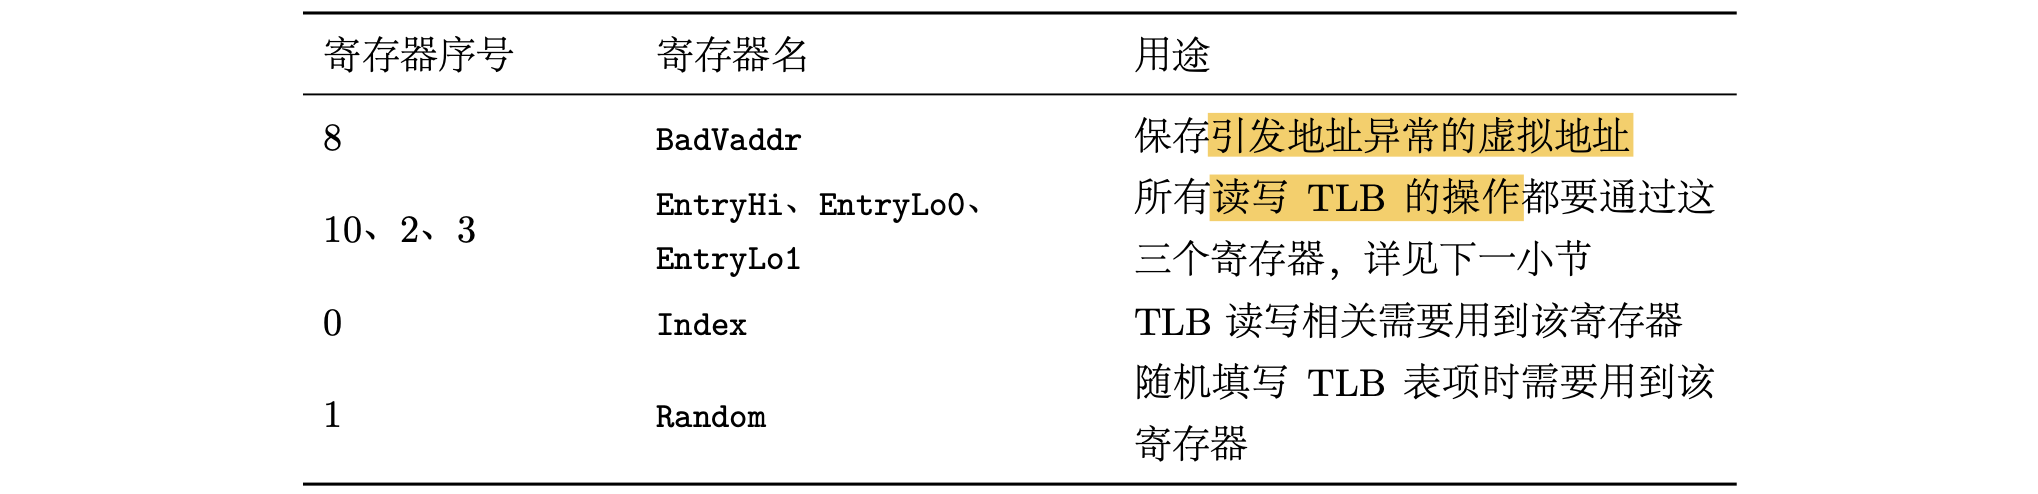 寄存器序号 寄存器名 用途
8 BadVaddr 保存引发地址异常的虚拟地址
10、2、3 EntryHi、EntryLo0、 所有读写 TLB 的操作都要通过这
EntryLo1 三个寄存器，详见下一小节
0 Index TLB 读写相关需要用到该寄存器
1 Random 随机填写 TLB 表项时需要用到该
寄存器